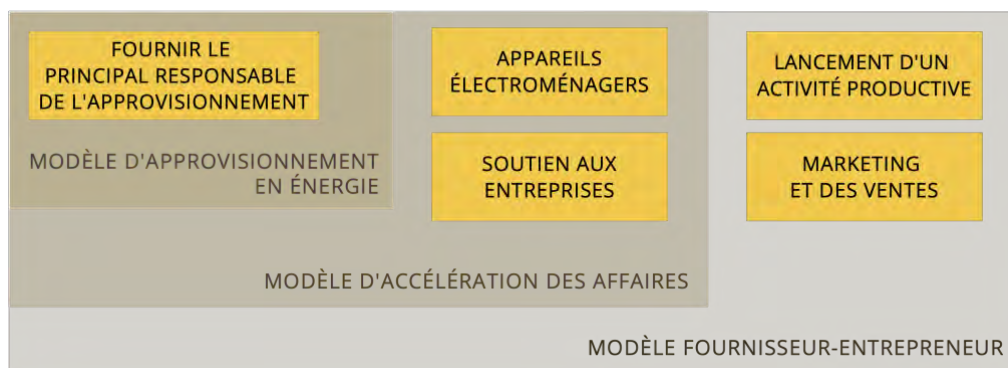 FOURNIR LE
PRINCIPAL RESPONSABLE
DE L'APPROVISIONNEMENT
MODÈLE D'APPROVISIONNEMENT
EN ÉNERGIE
APPAREILS
ÉLECTROMÉNAGERS
SOUTIEN AUX
ENTREPRISES
MODÈLE D'ACCÉLÉRATION DES AFFAIRES
LANCEMENT D'UN
ACTIVITÉ PRODUCTIVE
MARKETING
ET DES VENTES
MODÈLE FOURNISSEUR-ENTREPRENEUR